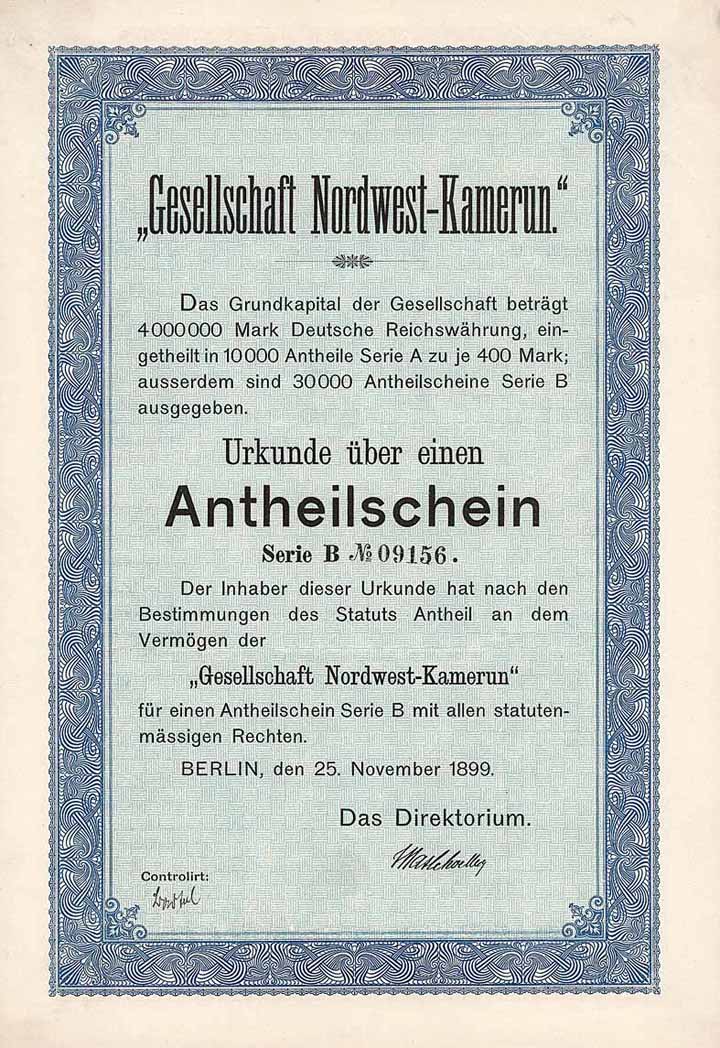 „Gesellschaft Nordwest-Kamerun.“
Das Grundkapital der Gesellschaft beträgt
4000000 Mark Deutsche Reichswährung, ein-
getheilt in 10000 Antheile Serie A zu je 400 Mark;
ausserdem sind 30000 Antheilscheine Serie B
ausgegeben.
Urkunde über einen
Antheilschein
Serie B № 09156.
Der Inhaber dieser Urkunde hat nach den
Bestimmungen des Statuts Antheil an dem
Vermögen der
„Gesellschaft Nordwest-Kamerun“
für einen Antheilschein Serie B mit allen statuten-
mässigen Rechten.
BERLIN, den 25. November 1899.
Das Direktorium.
Controlirt: